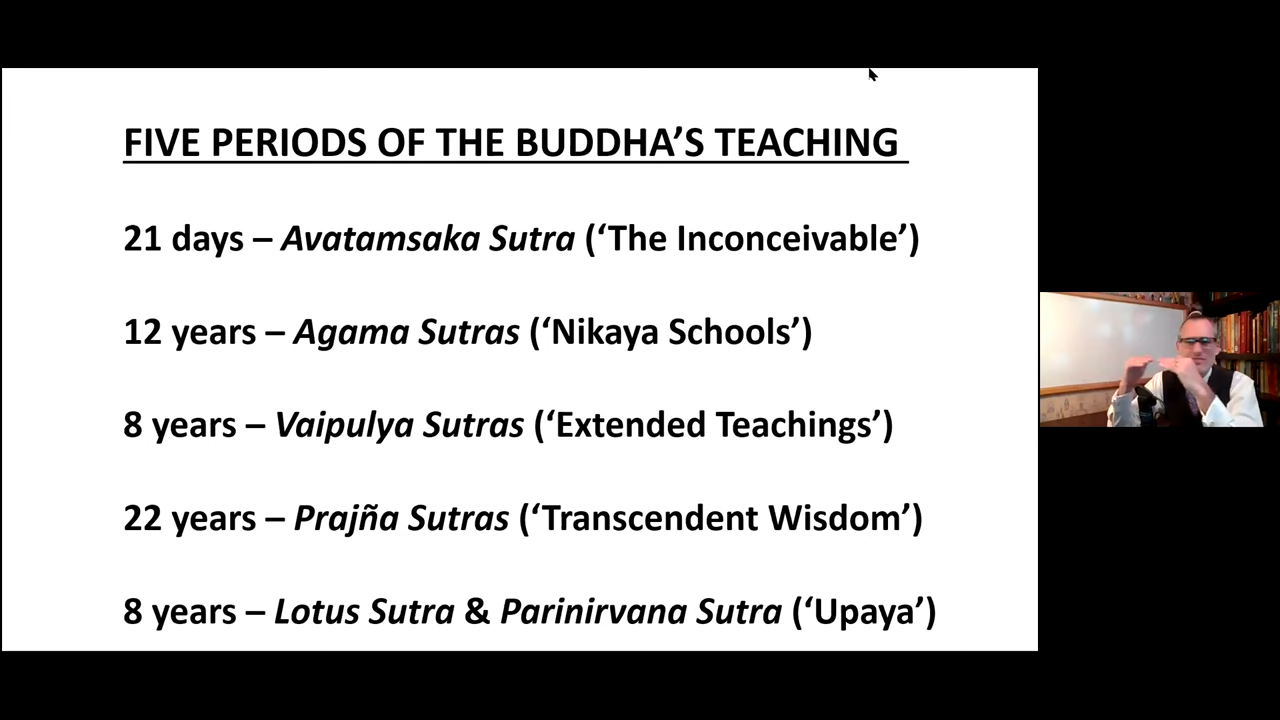 FIVE PERIODS OF THE BUDDHA’S TEACHING
21 days – Avatamsaka Sutra (‘The Inconceivable’)
12 years – Agama Sutras (‘Nikaya Schools’)
8 years – Vaipulya Sutras (‘Extended Teachings’)
22 years – Prajña Sutras (‘Transcendent Wisdom’)
8 years – Lotus Sutra & Parinirvana Sutra (‘Upaya’)